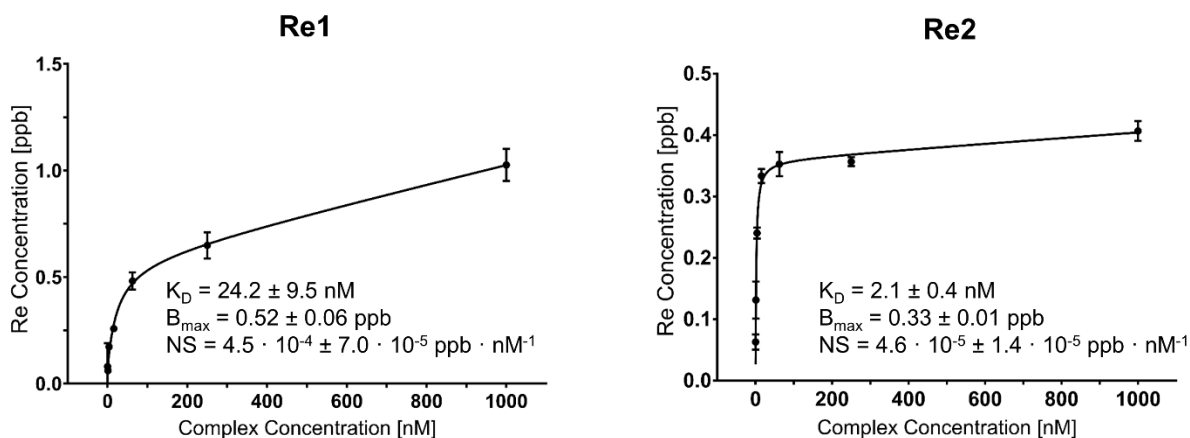 Re1
Re Concentration [ppb]
1.5
1.0
0.5
0.0
K_D = 24.2 ± 9.5 nM
B_max = 0.52 ± 0.06 ppb
NS = 4.5 · 10⁻⁴ ± 7.0 · 10⁻⁵ ppb · nM⁻¹
0 200 400 600 800 1000
Complex Concentration [nM]
Re2
Re Concentration [ppb]
0.5
0.4
0.3
0.2
0.1
0.0
K_D = 2.1 ± 0.4 nM
B_max = 0.33 ± 0.01 ppb
NS = 4.6 · 10⁻⁵ ± 1.4 · 10⁻⁵ ppb · nM⁻¹
0 200 400 600 800 1000
Complex Concentration [nM]